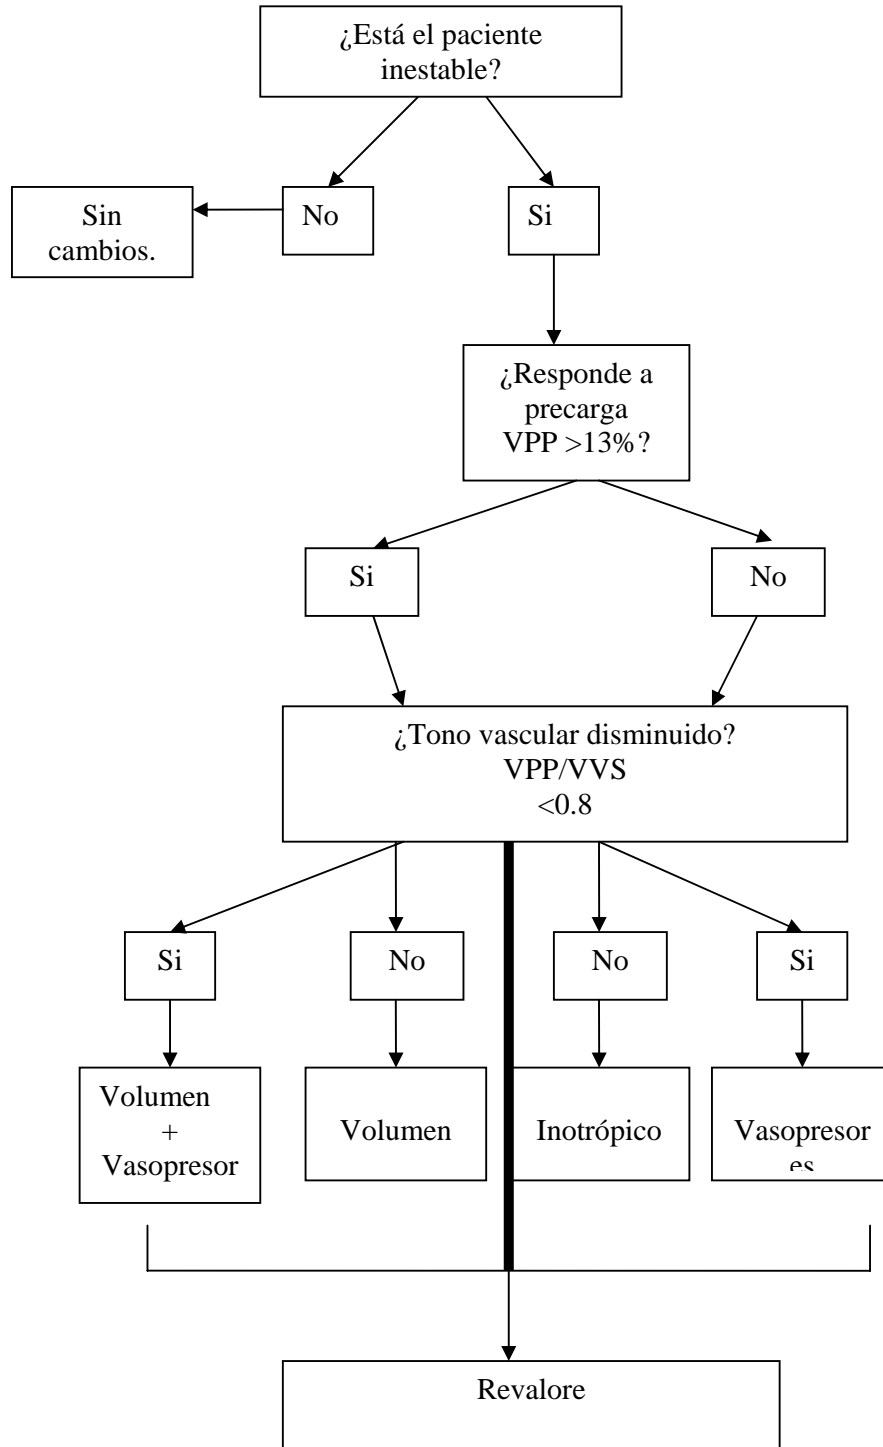 ¿Está el paciente
inestable?
Sin
cambios.
No
Si
¿Responde a
precarga
VPP >13%?
Si
No
¿Tono vascular disminuido?
VPP/VVS
<0.8
Si
No
No
Si
Volumen
+
Vasopresor
Volumen
Inotrópico
Vasopresor
es
Revalore